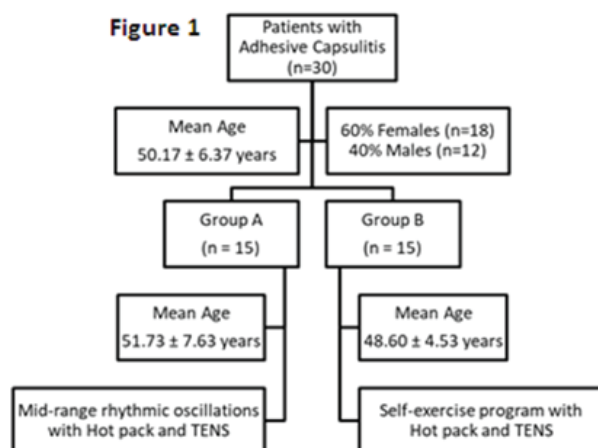 Figure 1
Patients with
Adhesive Capsulitis
(n=30)
Mean Age
50.17 ± 6.37 years
60% Females (n=18)
40% Males (n=12)
Group A
(n = 15)
Group B
(n = 15)
Mean Age
51.73 ± 7.63 years
Mean Age
48.60 ± 4.53 years
Mid-range rhythmic oscillations
with Hot pack and TENS
Self-exercise program with
Hot pack and TENS